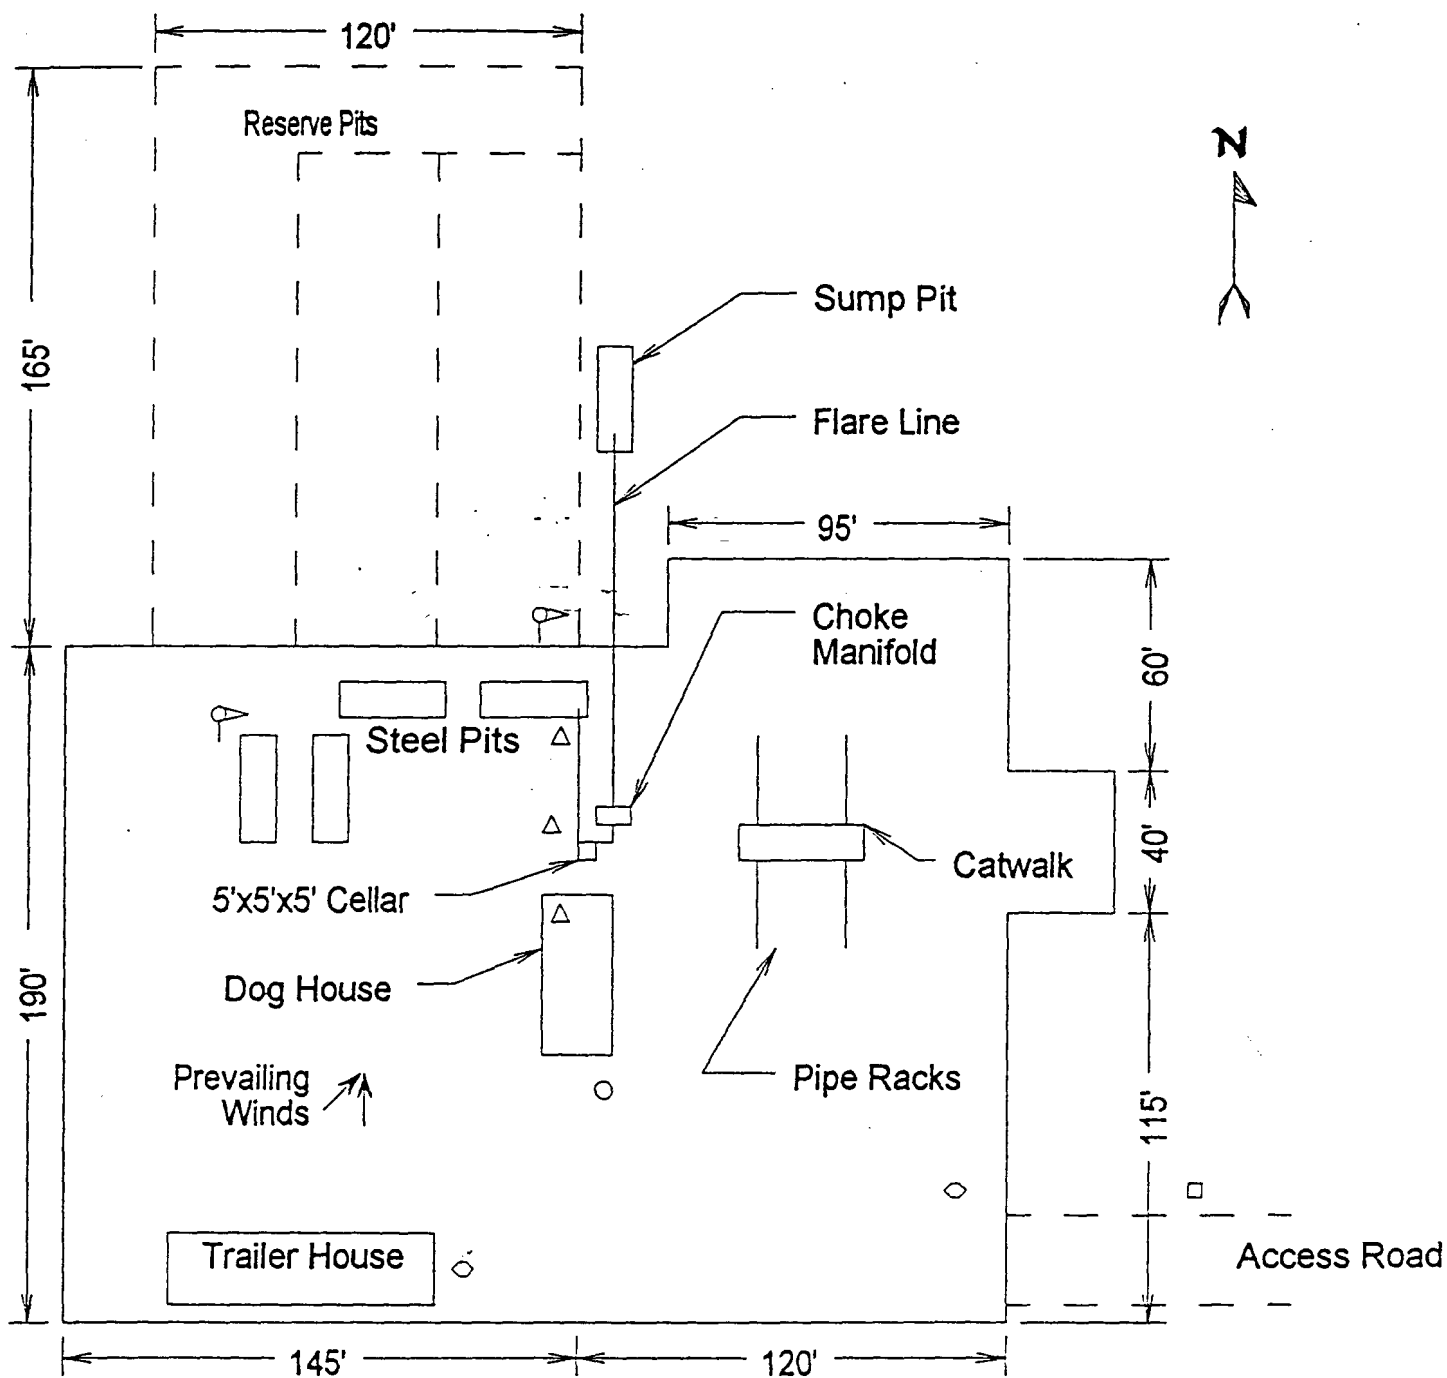 120'
Reserve Pits
N
Sump Pit
165'
Flare Line
95'
Choke
Manifold
60'
Steel Pits
40'
Catwalk
5'x5'x5' Cellar
190'
Dog House
Prevailing
Winds
Pipe Racks
115'
Trailer House
Access Road
145'
120'